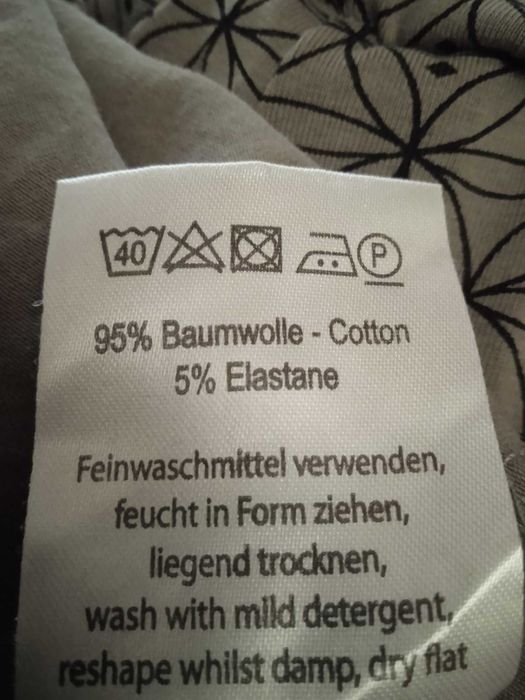 40 P
95% Baumwolle - Cotton
5% Elastane
Feinwaschmittel verwenden,
feucht in Form ziehen,
liegend trocknen,
wash with mild detergent,
reshape whilst damp, dry flat